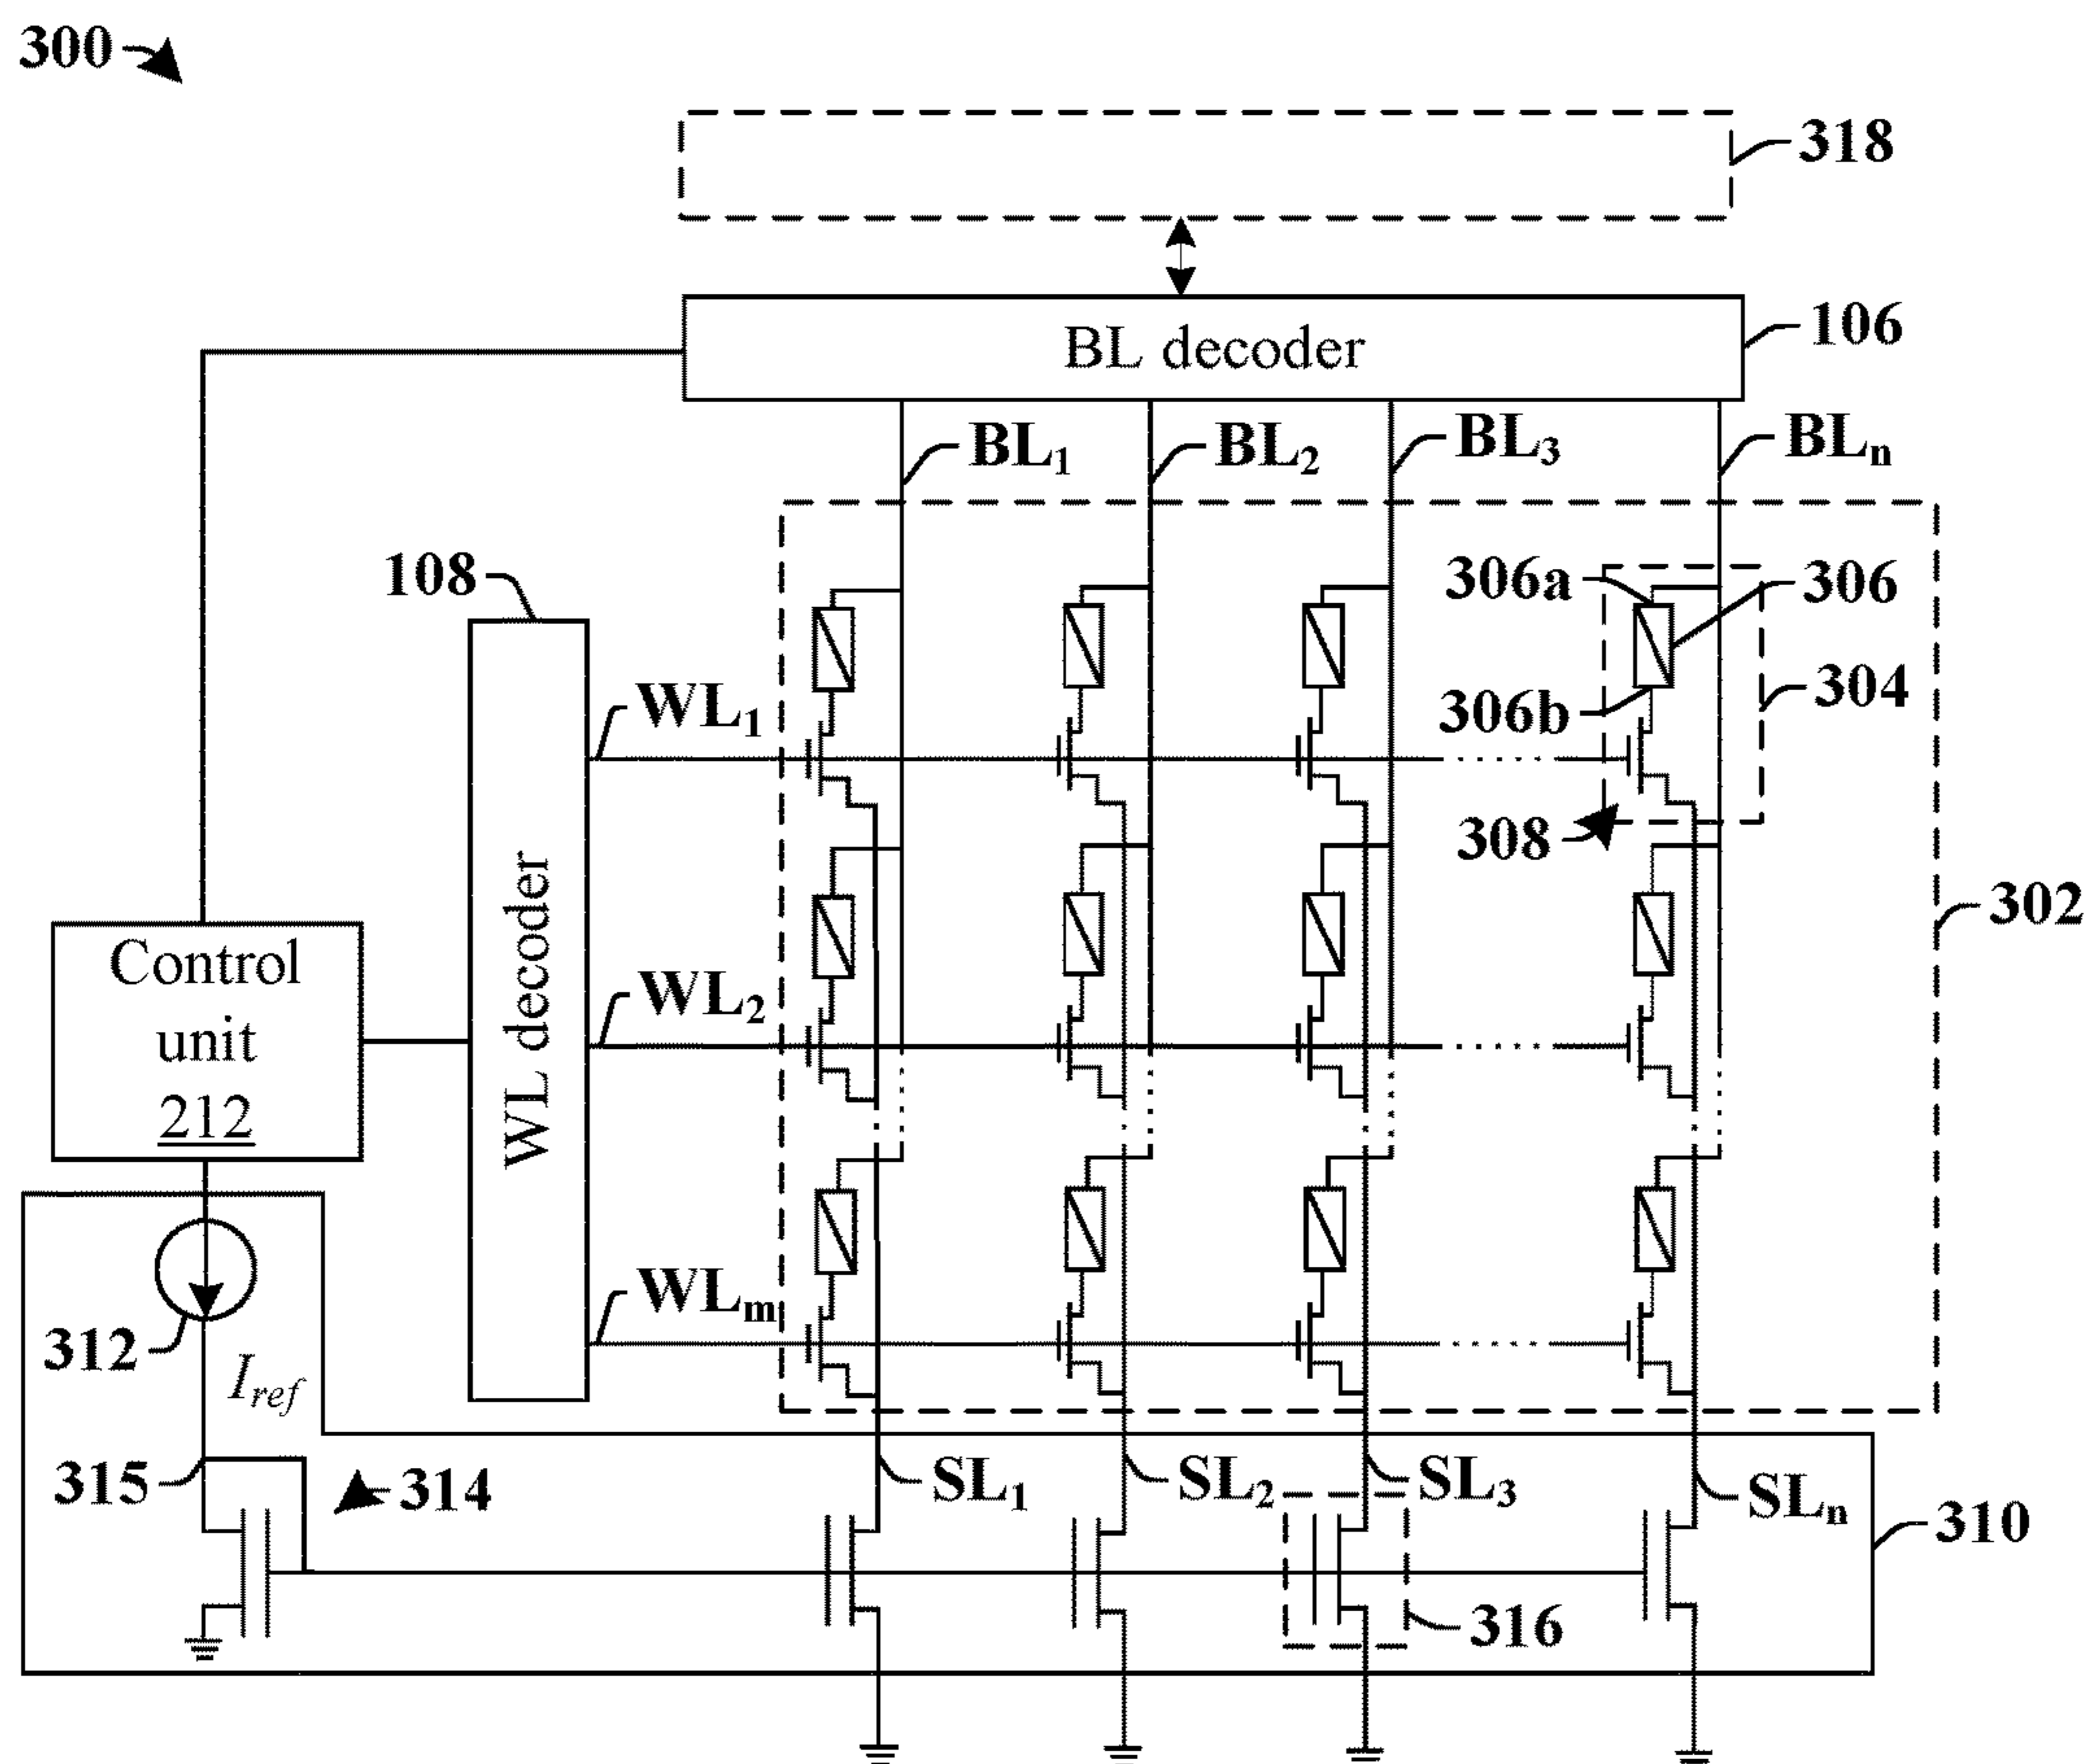 300
318
BL decoder
106
BL₁
BL₂
BL₃
BLₙ
108
306a
306
WL₁
306b
304
308
WL decoder
302
Control
unit
212
WL₂
WLₘ
312
I_ref
315
314
SL₁
SL₂
SL₃
SLₙ
310
316